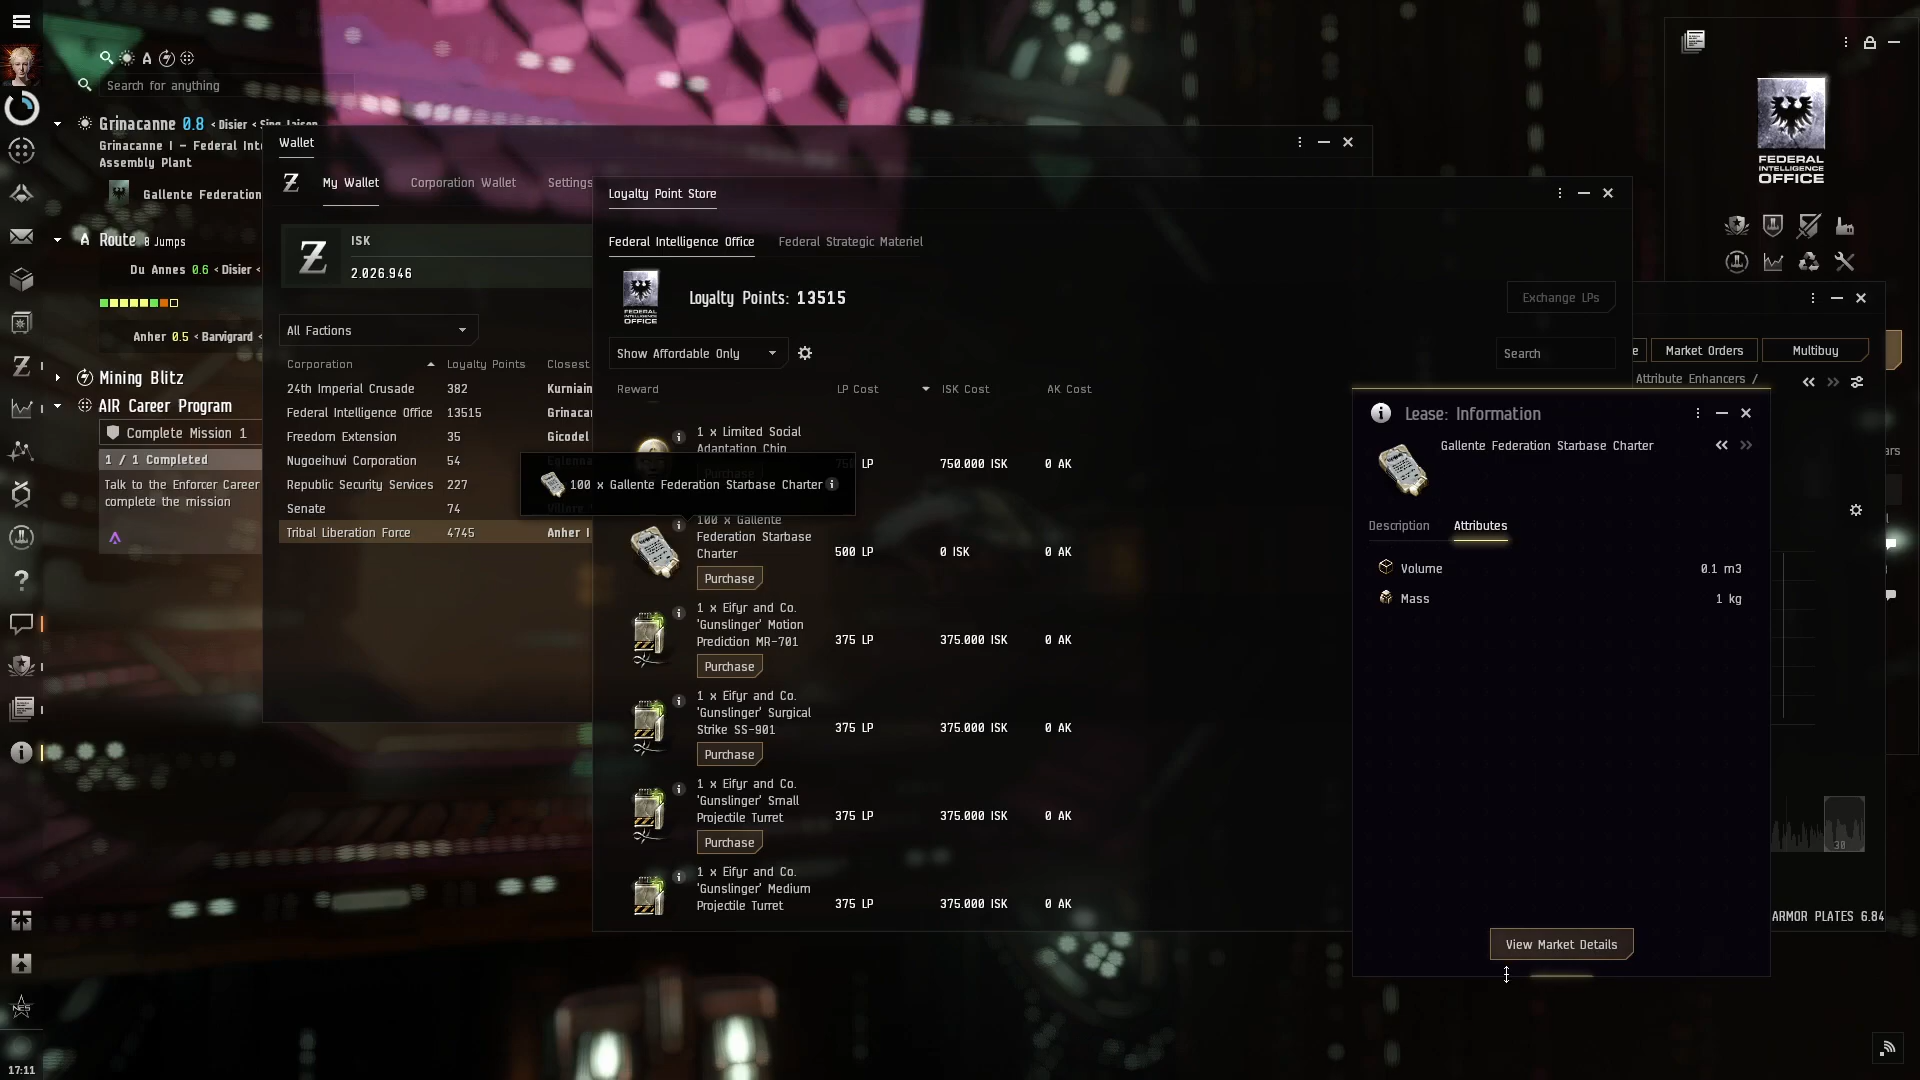 Search for anything
Grinacanne 0.8 < Disier < Sing Laison
Grinacanne I - Federal Inte
Assembly Plant
Gallente Federation
Route 8 Jumps
Du Annes 0.6 < Disier <
Anher 0.5 < Barvigrard <
Mining Blitz
AIR Career Program
Complete Mission 1
1 / 1 Completed
Talk to the Enforcer Career
complete the mission
17:11
Wallet
My Wallet Corporation Wallet Settings
ISK
2.026.946
All Factions
Corporation Loyalty Points Closest
24th Imperial Crusade 382 Kurniain
Federal Intelligence Office 13515 Grinacan
Freedom Extension 35 Gicodel
Nugoeihuvi Corporation 54
Republic Security Services 227
Senate 74
Tribal Liberation Force 4745 Anher I
Loyalty Point Store
Federal Intelligence Office Federal Strategic Materiel
FEDERAL
INTELLIGENCE
OFFICE
Loyalty Points: 13515
Exchange LPs
Show Affordable Only
Search
Reward LP Cost ISK Cost AK Cost
1 x Limited Social
Adaptation Chip
750 LP 750.000 ISK 0 AK
Purchase
100 x Gallente Federation Starbase Charter
100 x Gallente
Federation Starbase
Charter
500 LP 0 ISK 0 AK
Purchase
1 x Eifyr and Co.
'Gunslinger' Motion
Prediction MR-701
375 LP 375.000 ISK 0 AK
Purchase
1 x Eifyr and Co.
'Gunslinger' Surgical
Strike SS-901
375 LP 375.000 ISK 0 AK
Purchase
1 x Eifyr and Co.
'Gunslinger' Small
Projectile Turret
375 LP 375.000 ISK 0 AK
Purchase
1 x Eifyr and Co.
'Gunslinger' Medium
Projectile Turret
375 LP 375.000 ISK 0 AK
FEDERAL
INTELLIGENCE
OFFICE
e Market Orders Multibuy
Attribute Enhancers /
Lease: Information
Gallente Federation Starbase Charter
Description Attributes
Volume 0.1 m3
Mass 1 kg
View Market Details
ars
30
ARMOR PLATES 6.84
NES